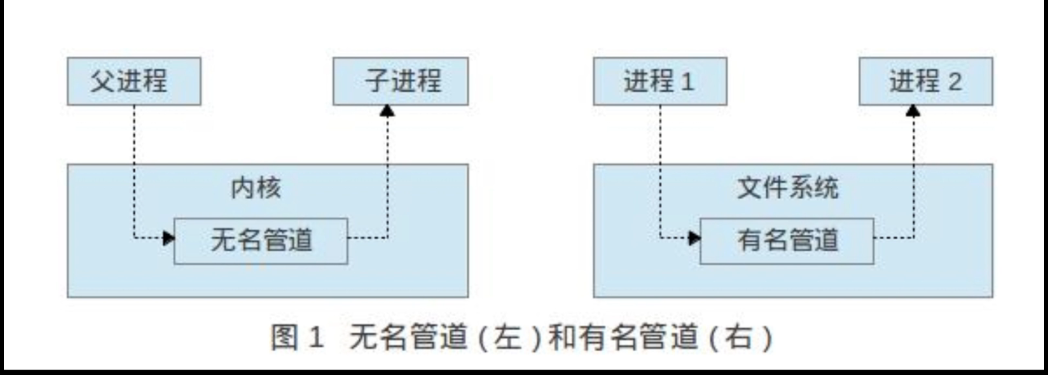 父进程 子进程 进程 1 进程 2
内核 文件系统
无名管道 有名管道
图 1 无名管道 ( 左 ) 和有名管道 ( 右 )